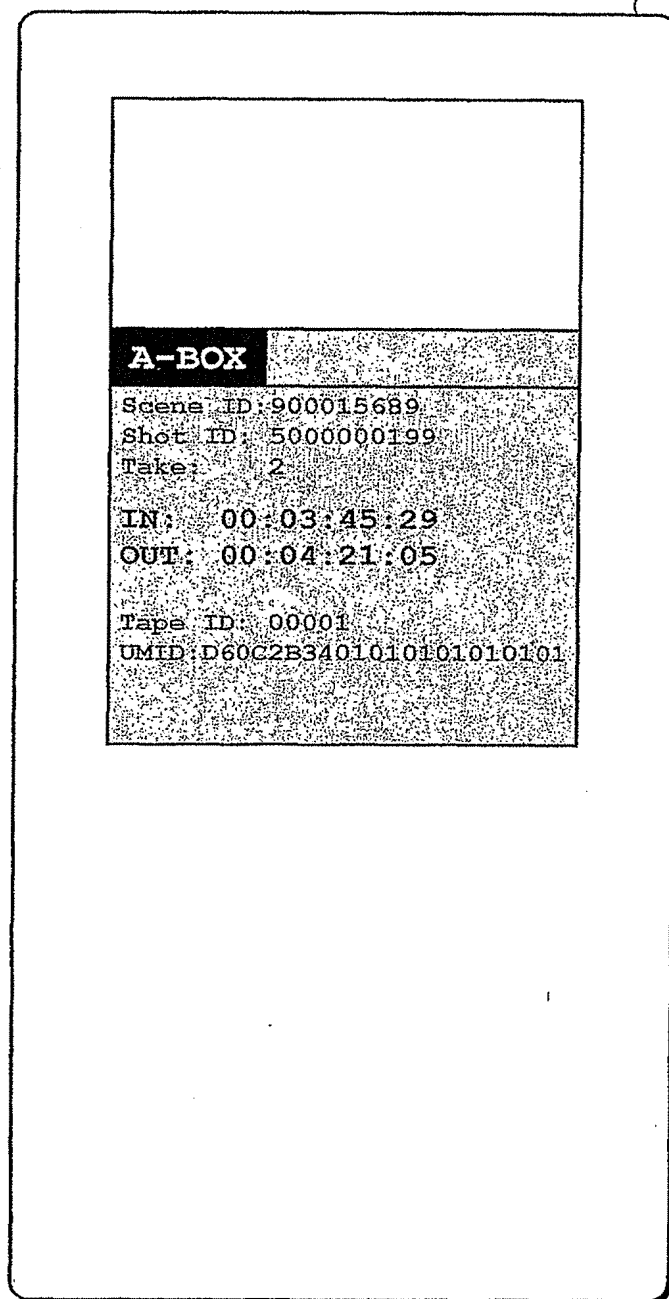 A-BOX
Scene ID:900015689
Shot ID: 5000000199
Take: 2
IN: 00:03:45:29
OUT: 00:04:21:05
Tape ID: 00001
UMID:D60C2B3401010101010101